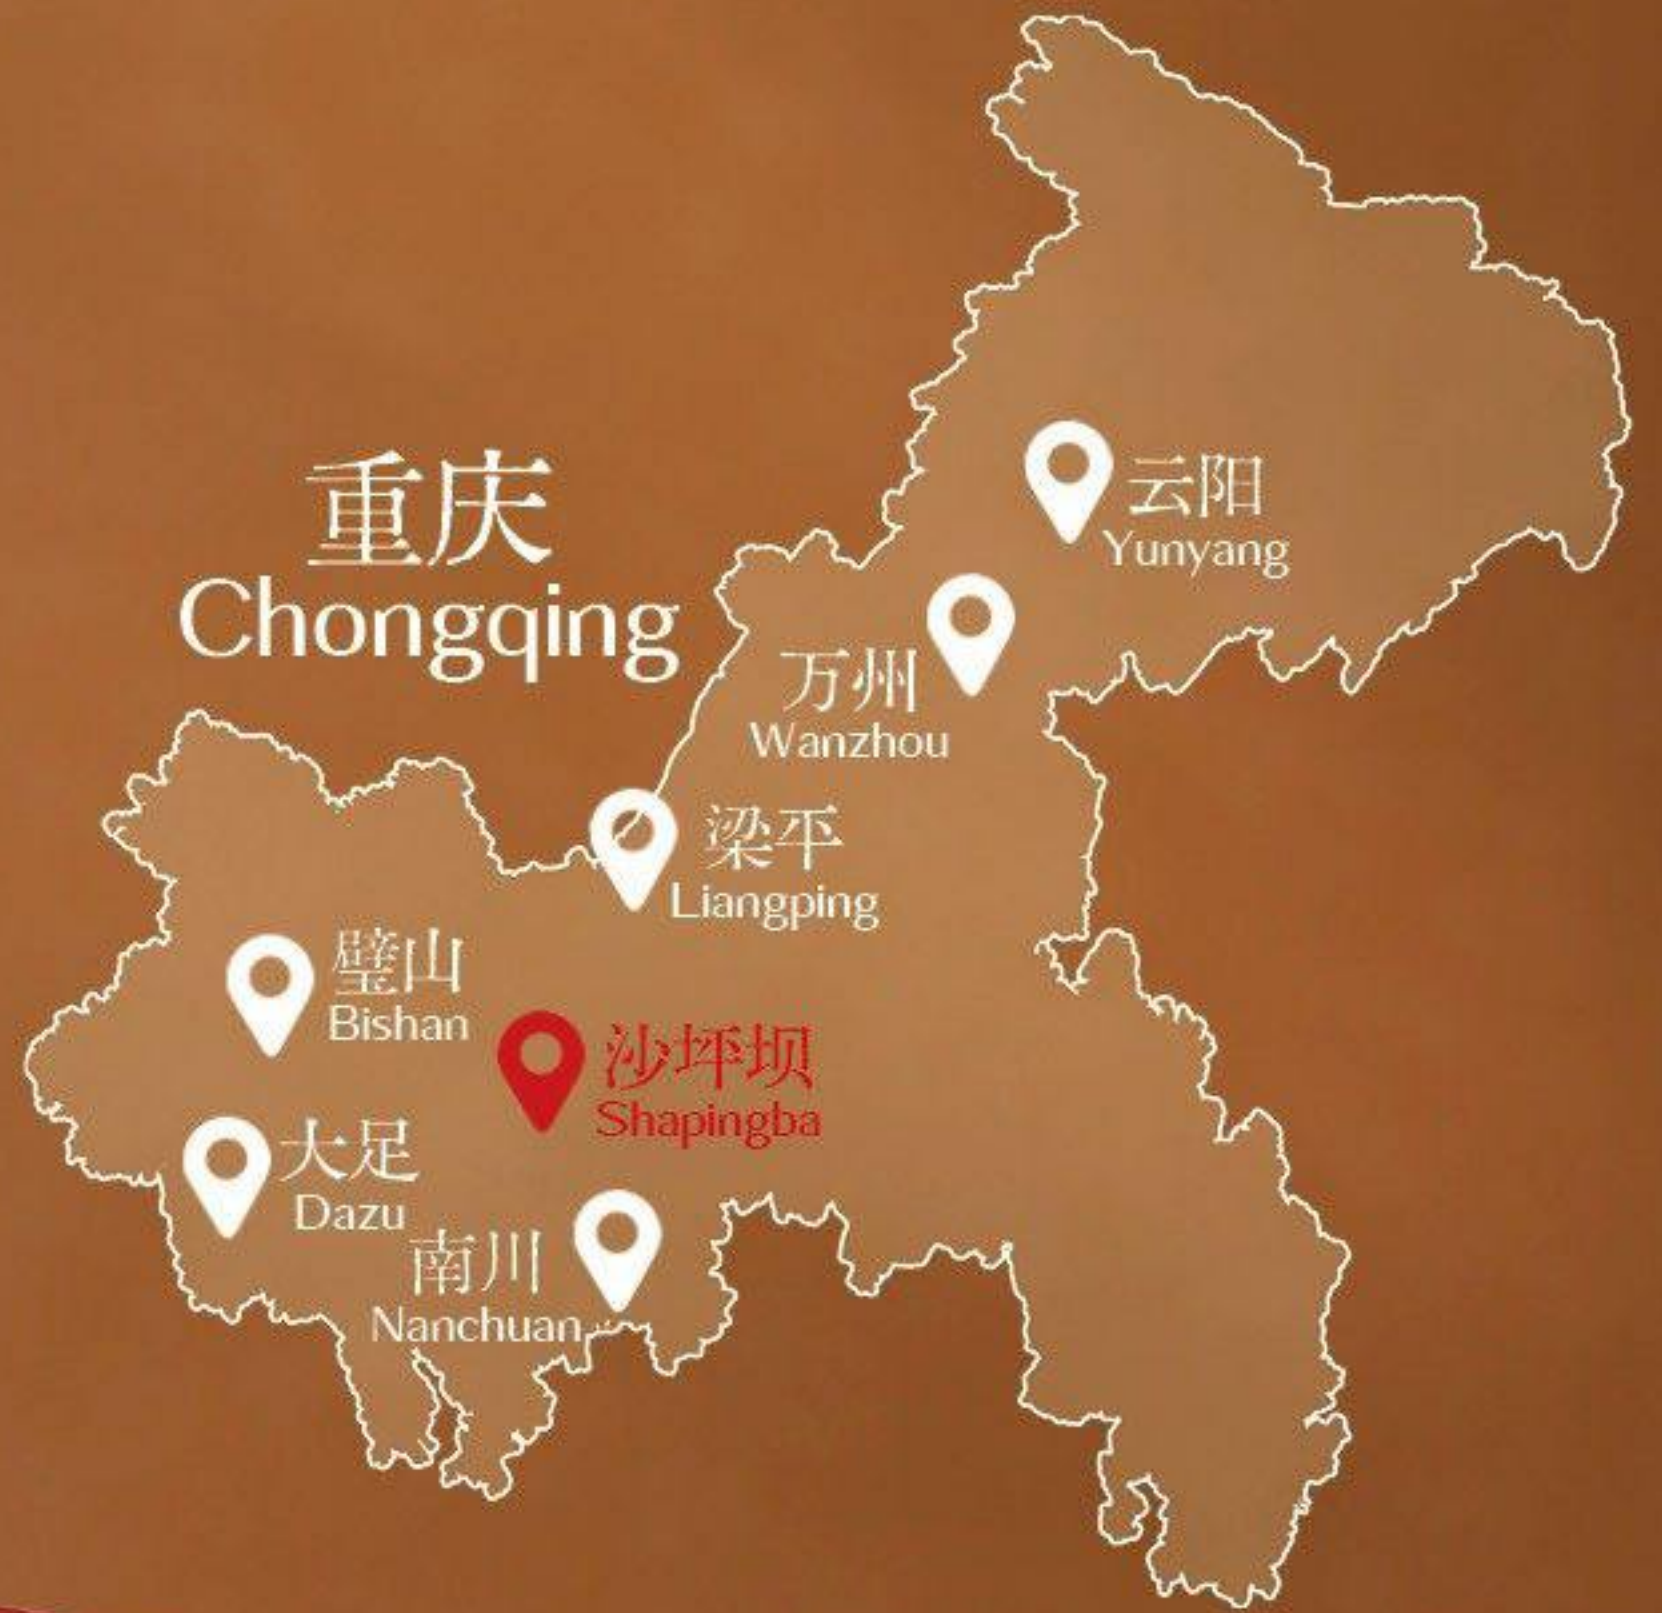 重庆
Chongqing
云阳
Yunyang
万州
Wanzhou
梁平
Liangping
璧山
Bishan
沙坪坝
Shapingba
大足
Dazu
南川
Nanchuan